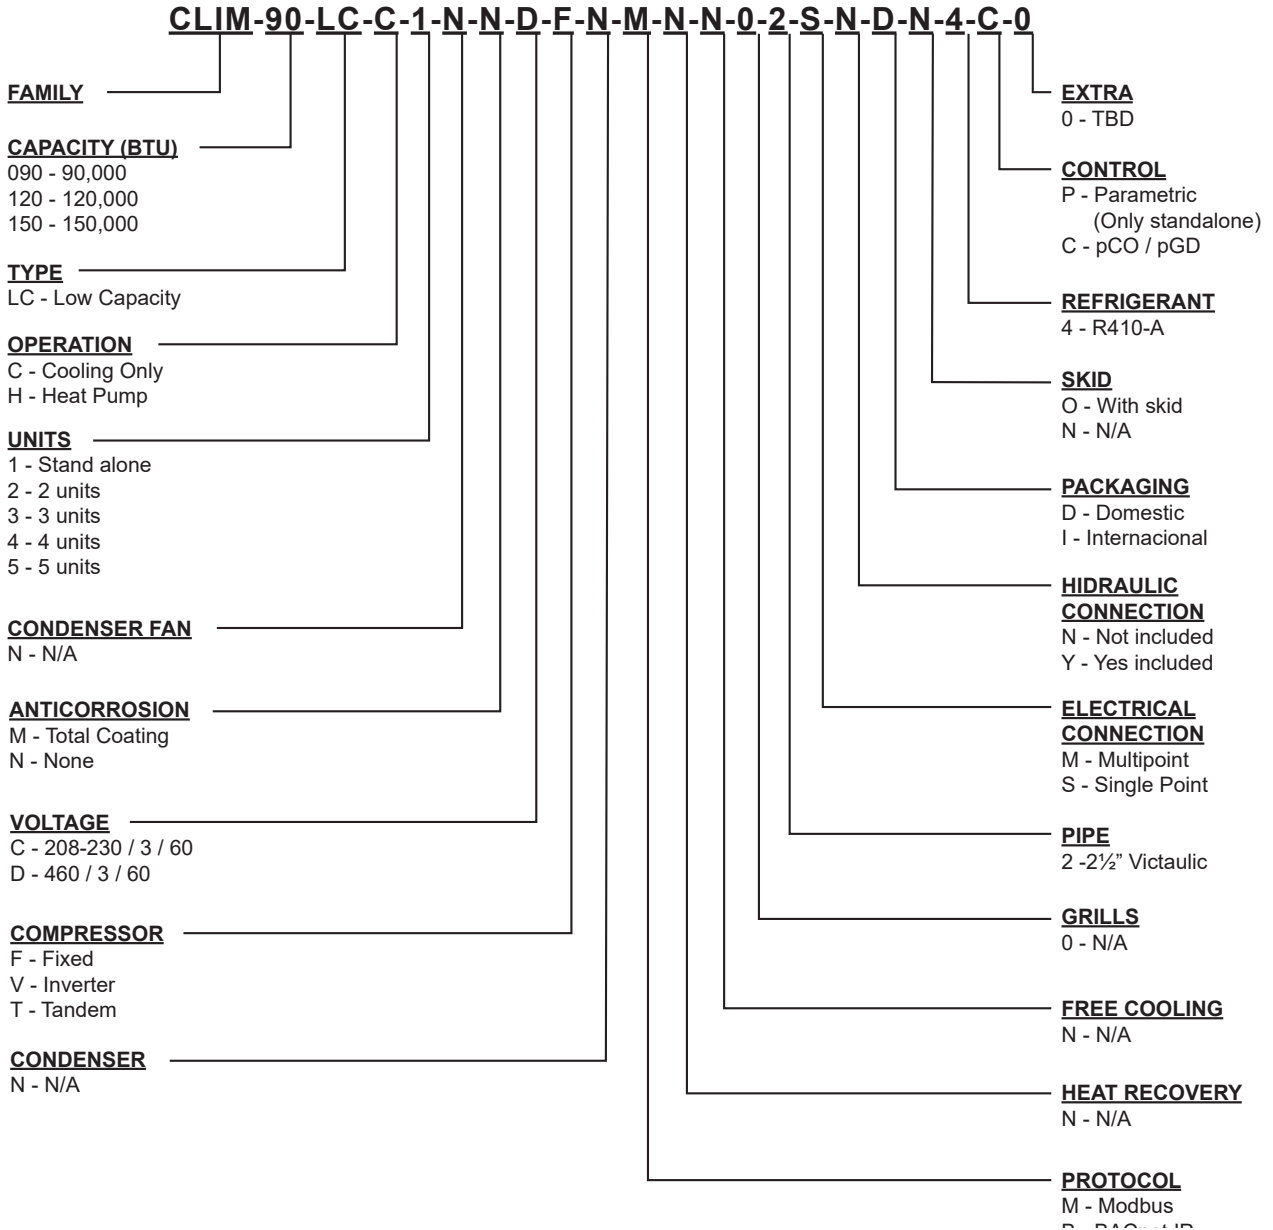 CLIM-90-LC-C-1-N-N-D-F-N-M-N-N-0-2-S-N-D-N-4-C-0
FAMILY
CAPACITY (BTU)
090 - 90,000
120 - 120,000
150 - 150,000
TYPE
LC - Low Capacity
OPERATION
C - Cooling Only
H - Heat Pump
UNITS
1 - Stand alone
2 - 2 units
3 - 3 units
4 - 4 units
5 - 5 units
CONDENSER FAN
N - N/A
ANTICORROSION
M - Total Coating
N - None
VOLTAGE
C - 208-230 / 3 / 60
D - 460 / 3 / 60
COMPRESSOR
F - Fixed
V - Inverter
T - Tandem
CONDENSER
N - N/A
EXTRA
0 - TBD
CONTROL
P - Parametric
(Only standalone)
C - pCO / pGD
REFRIGERANT
4 - R410-A
SKID
O - With skid
N - N/A
PACKAGING
D - Domestic
I - Internacional
HIDRAULIC
CONNECTION
N - Not included
Y - Yes included
ELECTRICAL
CONNECTION
M - Multipoint
S - Single Point
PIPE
2 -2½” Victaulic
GRILLS
0 - N/A
FREE COOLING
N - N/A
HEAT RECOVERY
N - N/A
PROTOCOL
M - Modbus